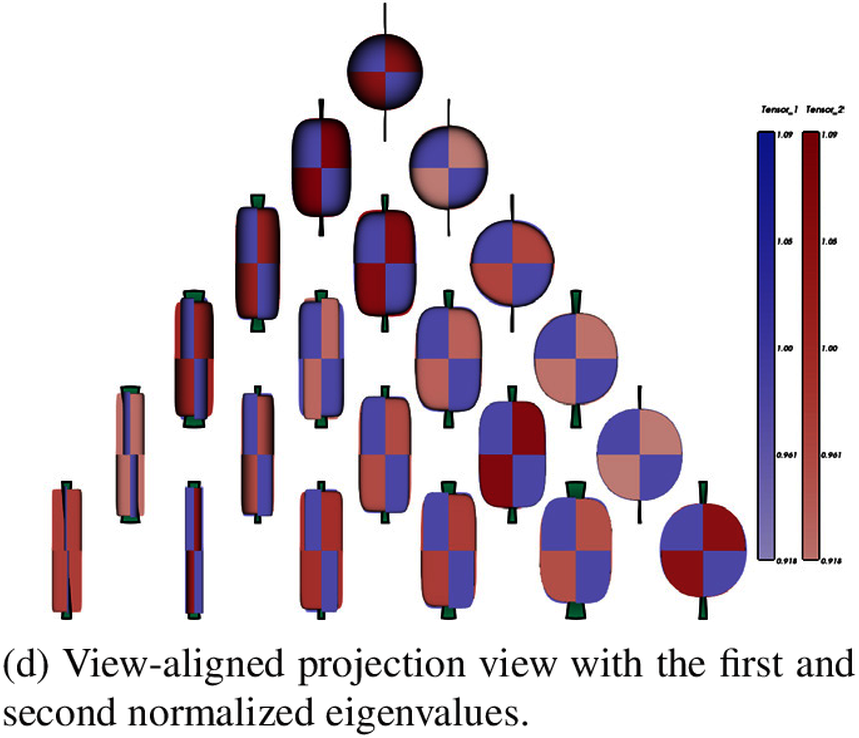 Tensor_1 Tensor_2
1.09 1.09
1.05 1.05
1.00 1.00
0.961 0.961
0.918 0.918
(d) View-aligned projection view with the first and
second normalized eigenvalues.